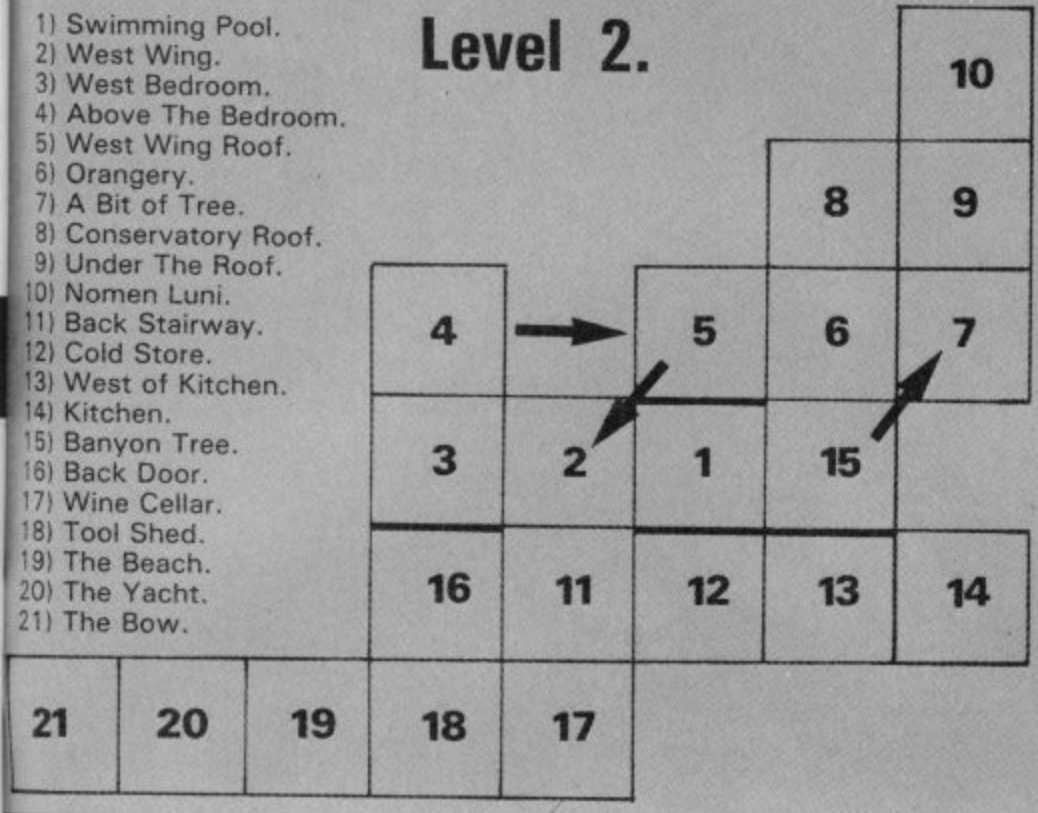 Level 2.
1) Swimming Pool.
2) West Wing.
3) West Bedroom.
4) Above The Bedroom.
5) West Wing Roof.
6) Orangery.
7) A Bit of Tree.
8) Conservatory Roof.
9) Under The Roof.
10) Nomen Luni.
11) Back Stairway.
12) Cold Store.
13) West of Kitchen.
14) Kitchen.
15) Banyon Tree.
16) Back Door.
17) Wine Cellar.
18) Tool Shed.
19) The Beach.
20) The Yacht.
21) The Bow.
10
8 9
4 5 6 7
3 2 1 15
16 11 12 13 14
21 20 19 18 17